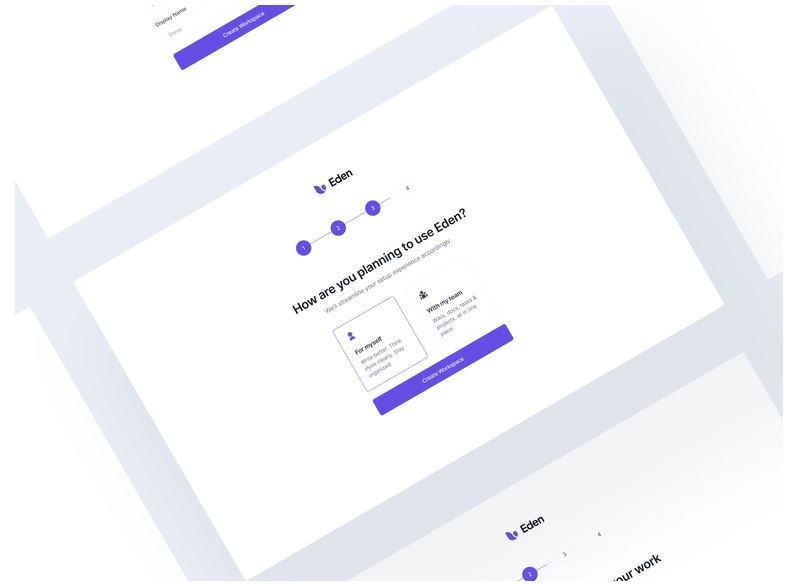 Display Name
Steve
Create Workspace
Eden
1
2
3
4
How are you planning to use Eden?
We'll streamline your setup experience accordingly.
For myself
Write better. Think
more clearly. Stay
organized.
With my team
Wikis, docs, tasks &
projects, all in one
place.
Create Workspace
Eden
2
3
4
our work